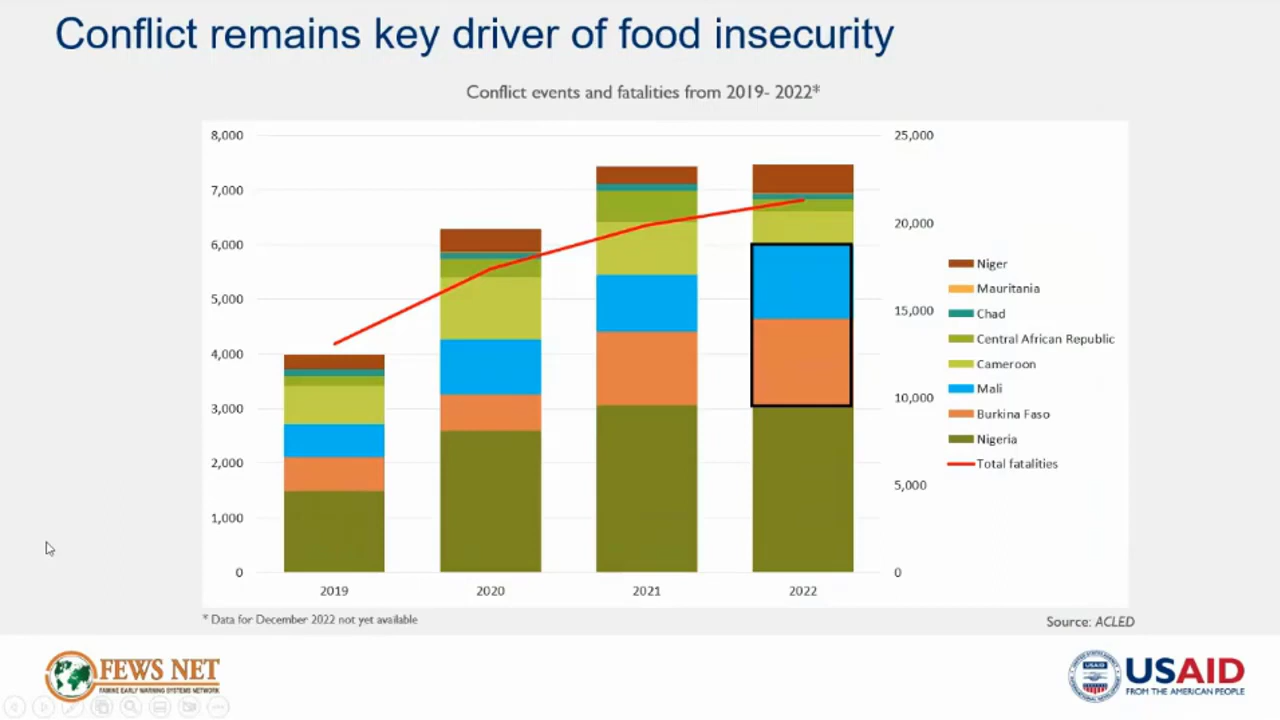 Conflict remains key driver of food insecurity
Conflict events and fatalities from 2019- 2022*
8,000
7,000
6,000
5,000
4,000
3,000
2,000
1,000
0
25,000
20,000
15,000
10,000
5,000
0
2019
2020
2021
2022
Niger
Mauritania
Chad
Central African Republic
Cameroon
Mali
Burkina Faso
Nigeria
Total fatalities
* Data for December 2022 not yet available
Source: ACLED
FEWS NET
FAMINE EARLY WARNING SYSTEMS NETWORK
USAID
USAID
FROM THE AMERICAN PEOPLE